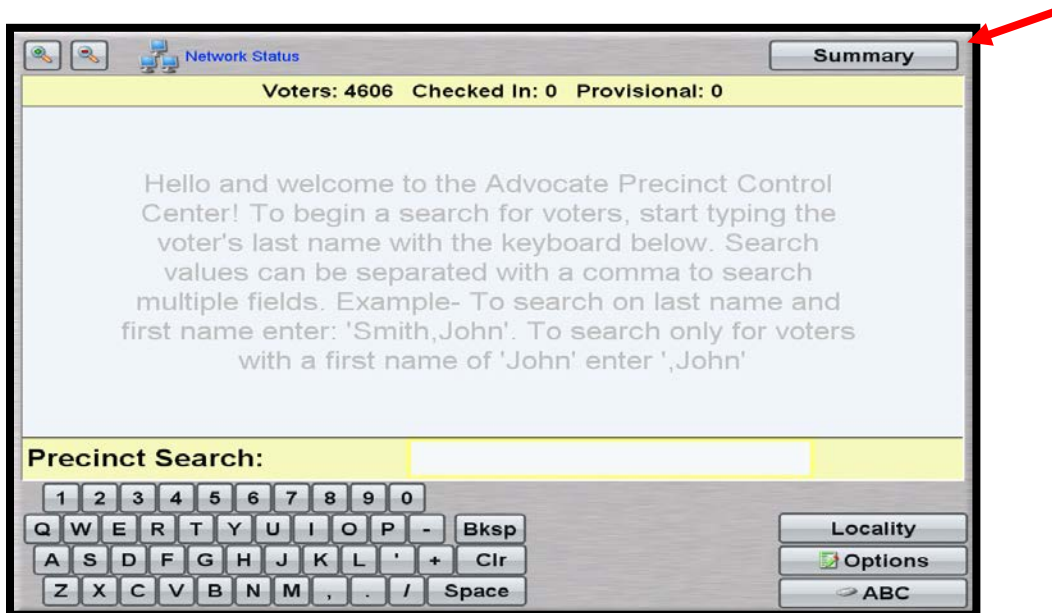 Network Status
Summary
Voters: 4606 Checked In: 0 Provisional: 0
Hello and welcome to the Advocate Precinct Control
Center! To begin a search for voters, start typing the
voter's last name with the keyboard below. Search
values can be separated with a comma to search
multiple fields. Example- To search on last name and
first name enter: 'Smith,John'. To search only for voters
with a first name of 'John' enter ',John'
Precinct Search:
1 2 3 4 5 6 7 8 9 0
Q W E R T Y U I O P - Bksp
Locality
A S D F G H J K L ' + Clr
Options
Z X C V B N M , . / Space
ABC